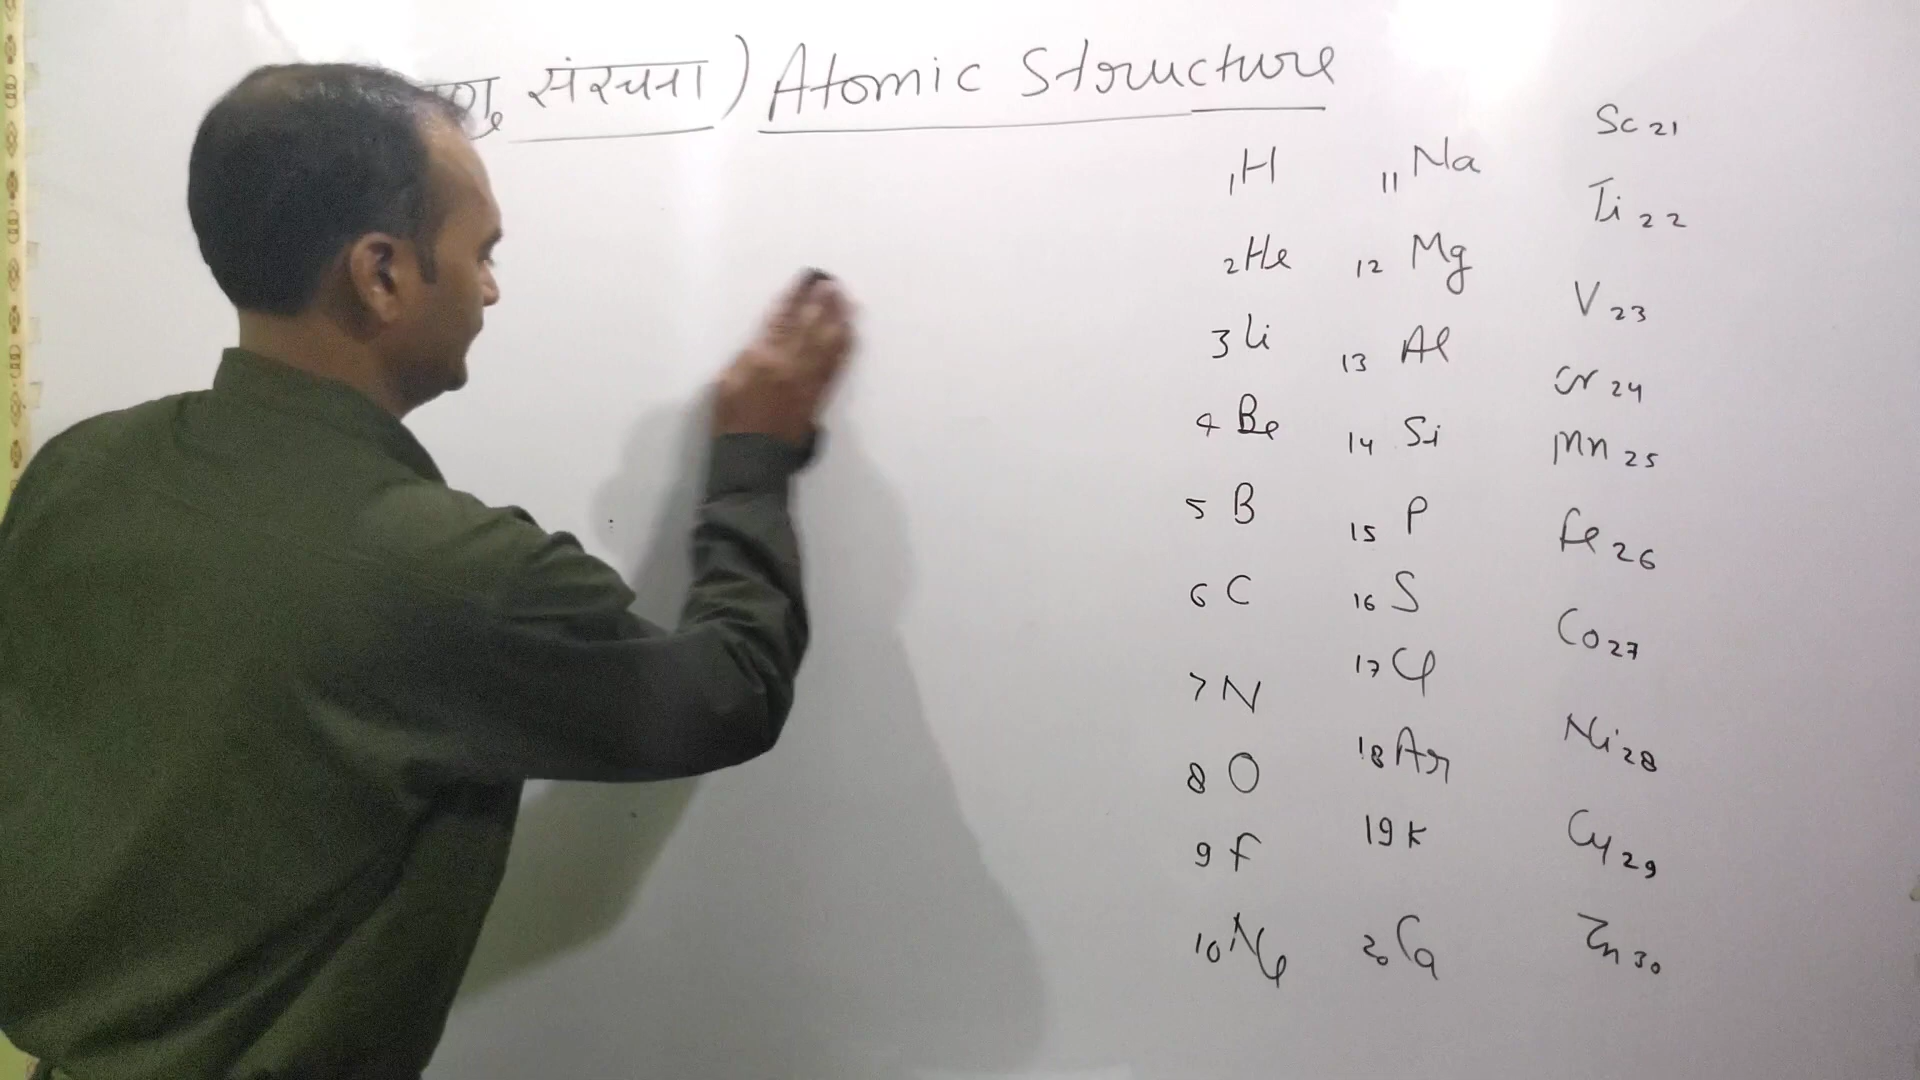 संरचना) Atomic Structure
1H
2He
3Li
4Be
5B
6C
7N
8O
9F
10Ne
11Na
12Mg
13Al
14Si
15P
16S
17Cl
18Ar
19K
20Ca
Sc21
Ti22
V23
Cr24
Mn25
Fe26
Co27
Ni28
Cu29
Zn30